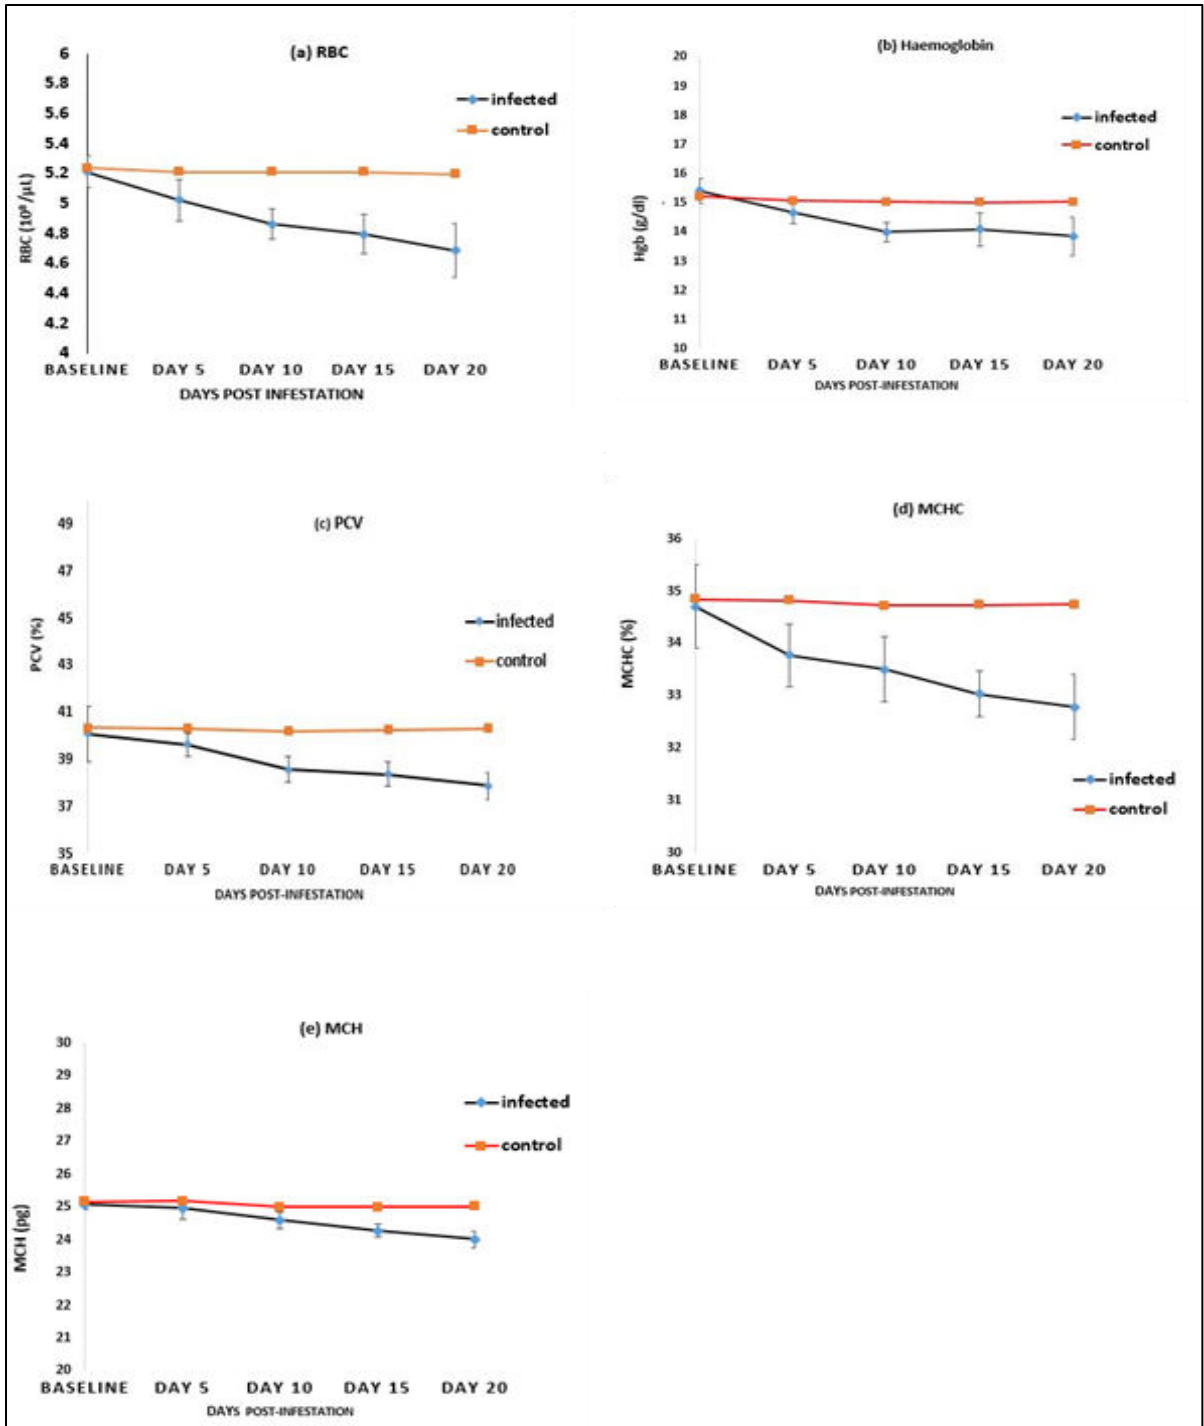 (a) RBC
6
5.8
5.6
5.4
5.2
5
4.8
4.6
4.4
4.2
4
RBC (10⁸/µL)
infected
control
BASELINE DAY 5 DAY 10 DAY 15 DAY 20
DAYS POST INFESTATION
(b) Haemoglobin
20
19
18
17
16
15
14
13
12
11
10
Hgb (g/dl)
infected
control
BASELINE DAY 5 DAY 10 DAY 15 DAY 20
DAYS POST-INFESTATION
(c) PCV
49
47
45
43
41
39
37
35
PCV (%)
infected
control
BASELINE DAY 5 DAY 10 DAY 15 DAY 20
DAYS POST-INFESTATION
(d) MCHC
36
35
34
33
32
31
30
MCHC (%)
infected
control
BASELINE DAY 5 DAY 10 DAY 15 DAY 20
DAYS POST-INFESTATION
(e) MCH
30
29
28
27
26
25
24
23
22
21
20
MCH (pg)
infected
control
BASELINE DAY 5 DAY 10 DAY 15 DAY 20
DAYS POST-INFESTATION